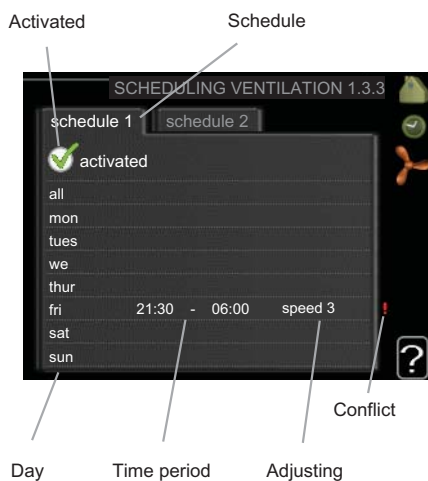 Activated Schedule
SCHEDULING VENTILATION 1.3.3
schedule 1 schedule 2
activated
all
mon
tues
we
thur
fri 21:30 - 06:00 speed 3 !
sat
sun
?
Conflict
Day Time period Adjusting